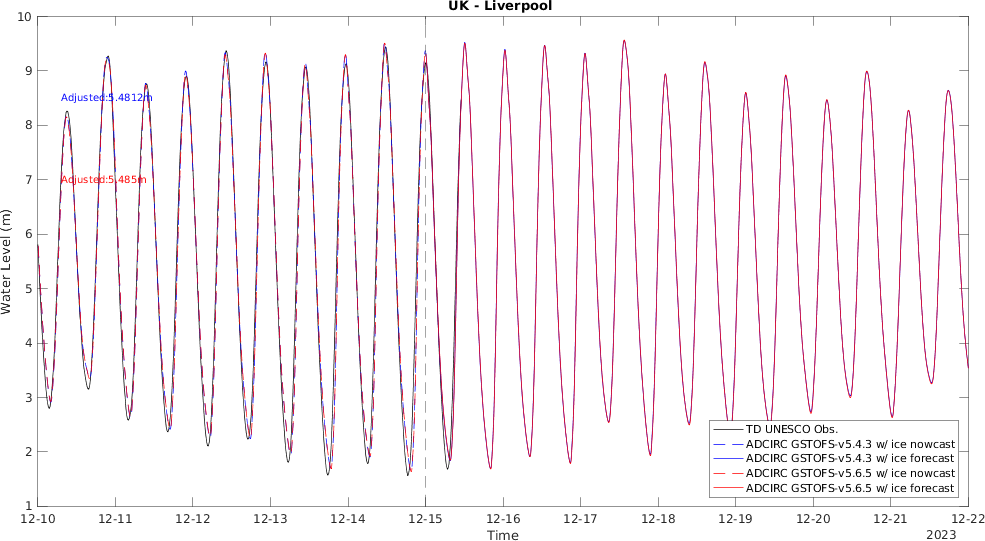 UK - Liverpool
10
9
8
7
6
5
4
3
2
1
Water Level (m)
Adjusted:5.4812m
Adjusted:5.485m
TD UNESCO Obs.
ADCIRC GSTOFS-v5.4.3 w/ ice nowcast
ADCIRC GSTOFS-v5.4.3 w/ ice forecast
ADCIRC GSTOFS-v5.6.5 w/ ice nowcast
ADCIRC GSTOFS-v5.6.5 w/ ice forecast
12-10 12-11 12-12 12-13 12-14 12-15 12-16 12-17 12-18 12-19 12-20 12-21 12-22
Time
2023